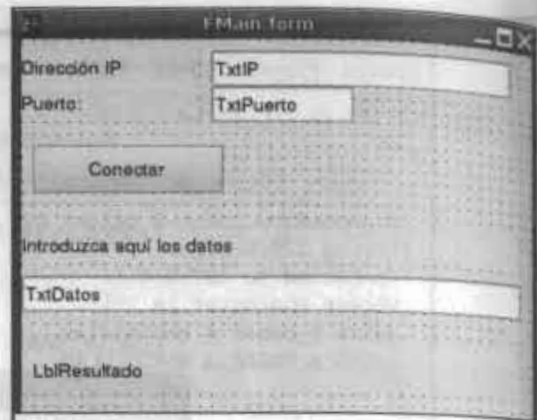 FMain.form
Dirección IP TxtIP
Puerto: TxtPuerto
Conectar
Introduzca aquí los datos
TxtDatos
LblResultado